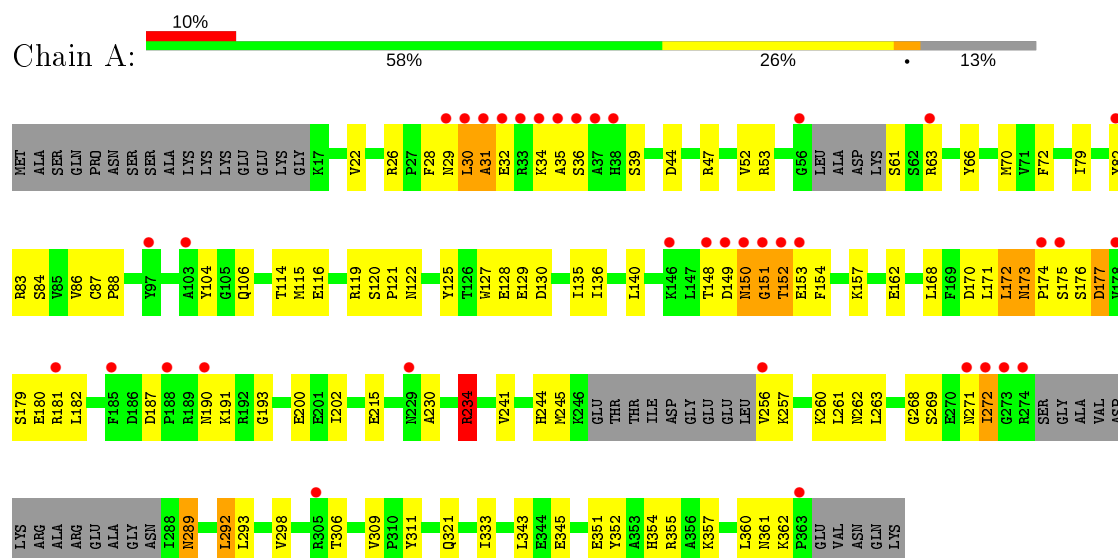 10%
Chain A:
58% 26% • 13%
MET ALA SER GLN PRO ASN SER SER ALA LYS LYS LYS GLU GLU LYS GLY K17 V22 R26 P27 F28 N29 L30 A31 E32 R33 K34 A35 S36 A37 H38 S39 D44 R47 V52 R53 G56 LEU ALA ASP LYS S61 S62 R63 Y66 M70 V71 F72 I79 Y82
R83 S84 V85 V86 C87 P88 Y97 A103 Y104 G105 Q106 T114 M115 E116 R119 S120 P121 N122 Y125 T126 W127 E128 E129 D130 I135 I136 L140 K146 L147 T148 D149 N150 G151 T152 E153 F154 K157 E162 L168 F169 D170 L171 L172 N173 P174 S175 S176 D177 V178
S179 E180 R181 L182 F185 D186 D187 P188 R189 N190 K191 R192 G193 E200 E201 I202 E215 N229 A230 R234 V241 H244 M245 K246 GLU THR THR ILE ASP GLY GLU GLU LEU V256 K257 K260 L261 N262 L263 G268 S269 E270 N271 I272 G273 R274 SER GLY ALA VAL ASP
LYS ARG ALA ARG GLU ALA GLY ASN I288 N289 L292 L293 V298 R305 T306 V309 P310 Y311 Q321 I333 L343 E344 E345 E351 Y352 A353 H354 R355 A356 K357 L360 N361 K362 P363 GLU VAL ASN GLN LYS